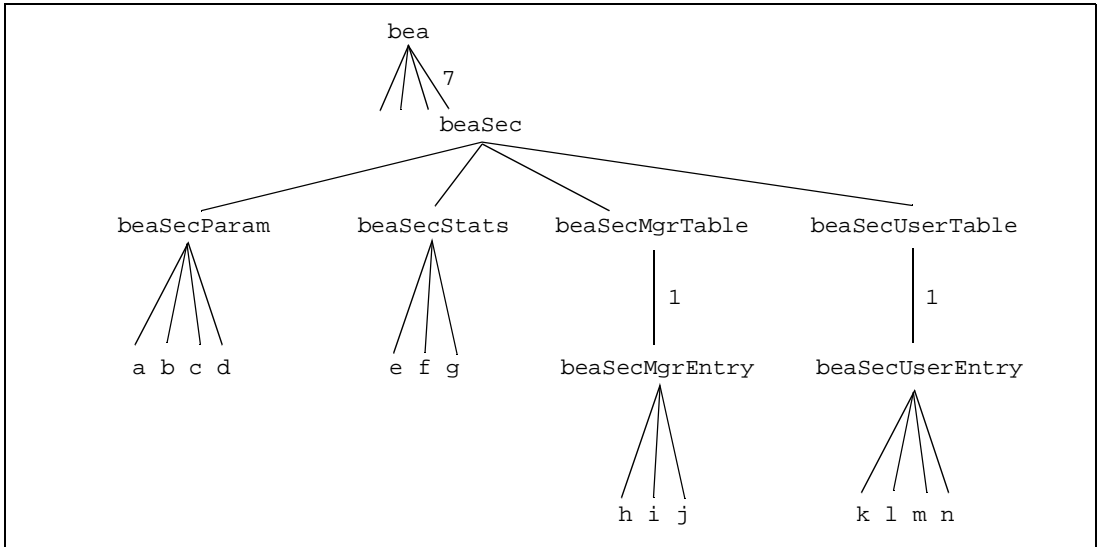 bea
7
beaSec
beaSecParam beaSecStats beaSecMgrTable beaSecUserTable
1 1
a b c d e f g beaSecMgrEntry beaSecUserEntry
h i j k l m n